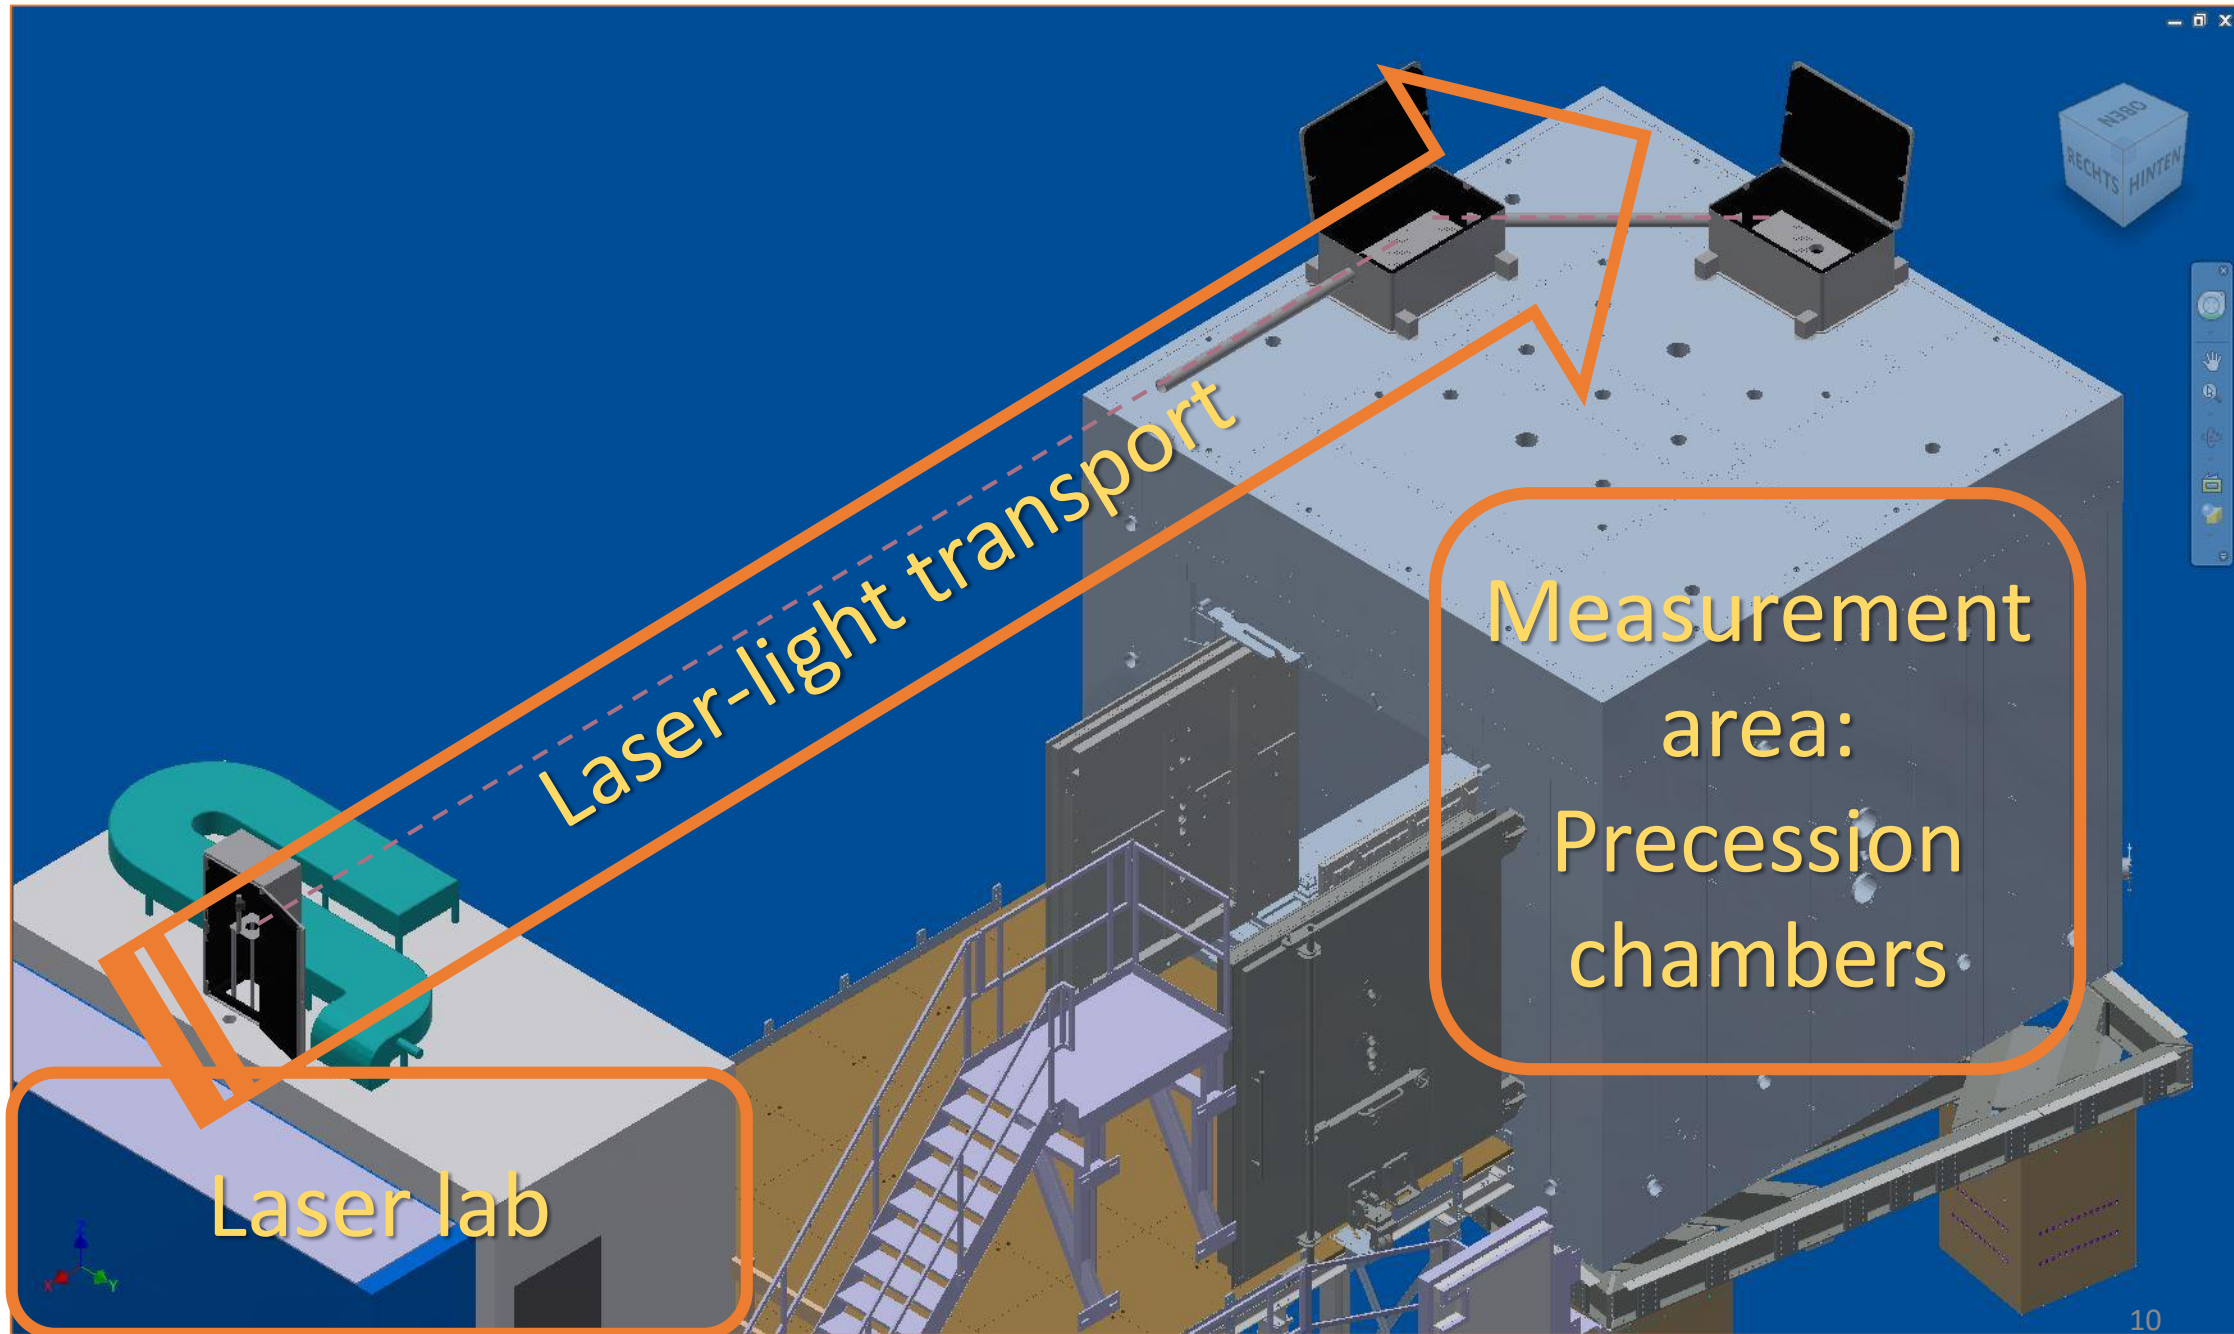 OBEN
RECHTS
HINTEN
Laser-light transport
Measurement
area:
Precession
chambers
Laser lab
Z
X
Y
10